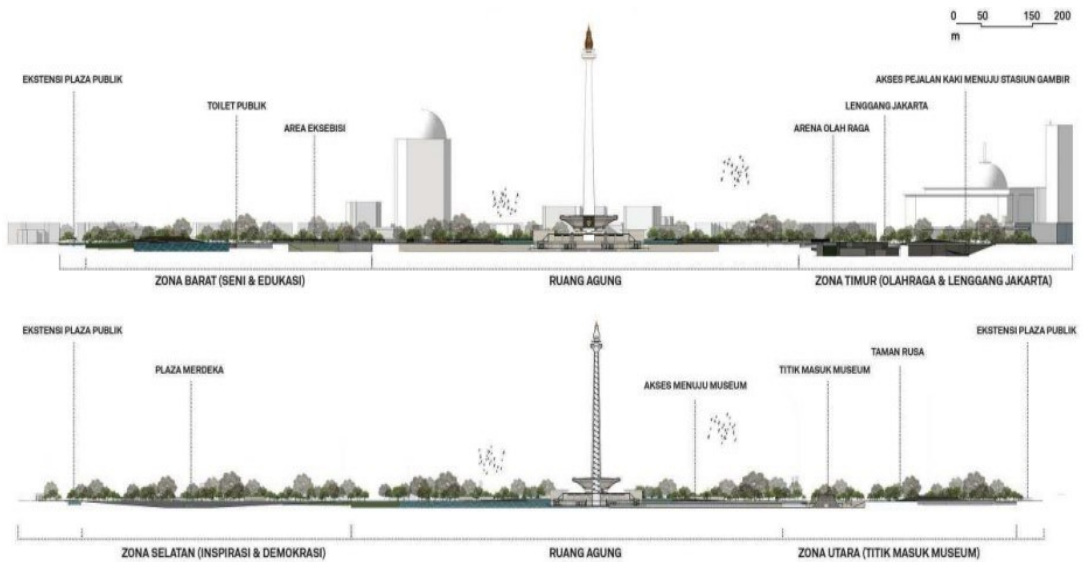 0 50 150 200
m
EKSTENSI PLAZA PUBLIK
TOILET PUBLIK
AREA EKSEBISI
AKSES PEJALAN KAKI MENUJU STASIUN GAMBIR
LENGGANG JAKARTA
ARENA OLAH RAGA
ZONA BARAT (SENI & EDUKASI)
RUANG AGUNG
ZONA TIMUR (OLAHRAGA & LENGGANG JAKARTA)
EKSTENSI PLAZA PUBLIK
PLAZA MERDEKA
AKSES MENUJU MUSEUM
TITIK MASUK MUSEUM
TAMAN RUSA
EKSTENSI PLAZA PUBLIK
ZONA SELATAN (INSPIRASI & DEMOKRASI)
RUANG AGUNG
ZONA UTARA (TITIK MASUK MUSEUM)